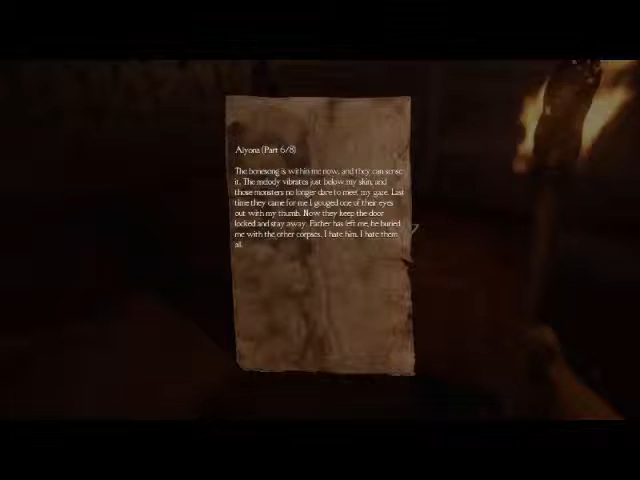 Aiyona (Part 6/8)
The bonesong is within me now, and they can sense
it. The melody vibrates just below my skin, and
those monsters no longer dare to meet my gaze. Last
time they came for me I gouged one of their eyes
out with my thumb. Now they keep the door
locked and stay away. Father has left me, he buried
me with the other corpses. I hate him. I hate them
all.